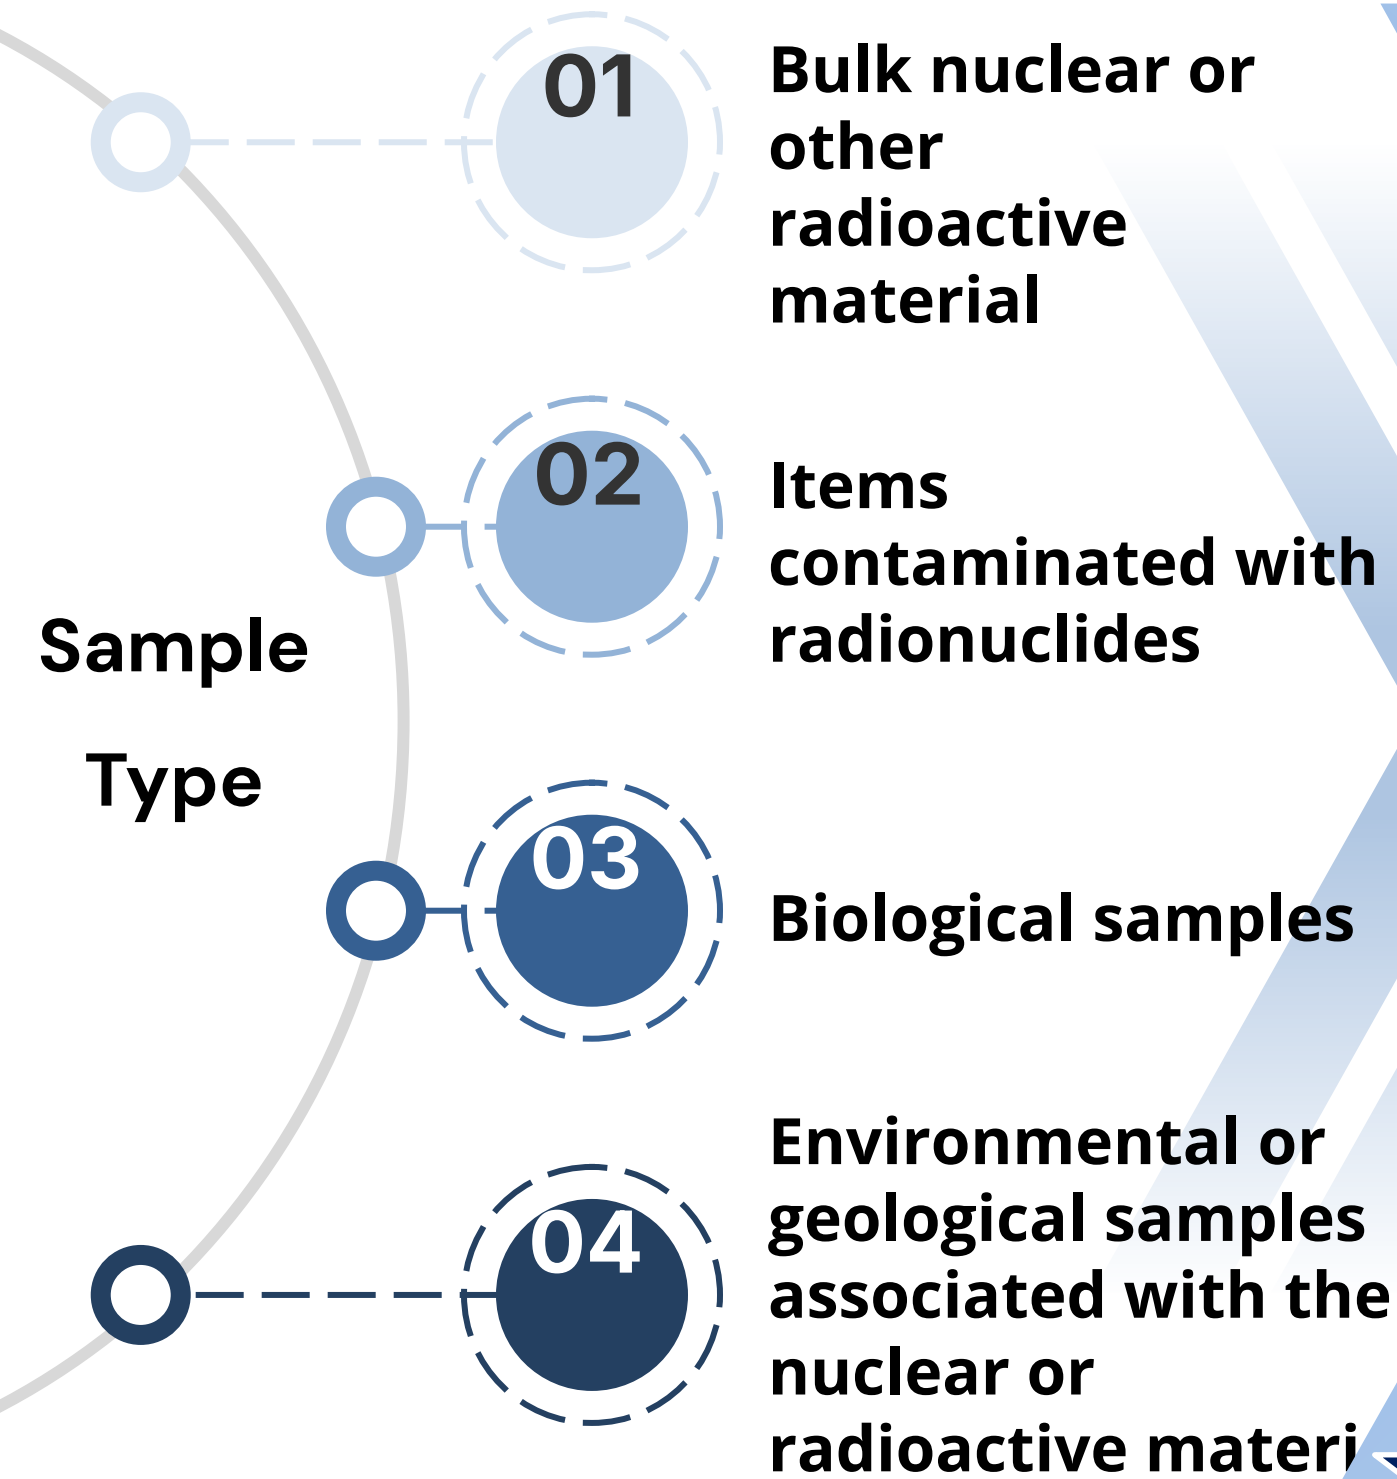 Sample
Type
01
Bulk nuclear or
other
radioactive
material
02
Items
contaminated with
radionuclides
03
Biological samples
04
Environmental or
geological samples
associated with the
nuclear or
radioactive materi